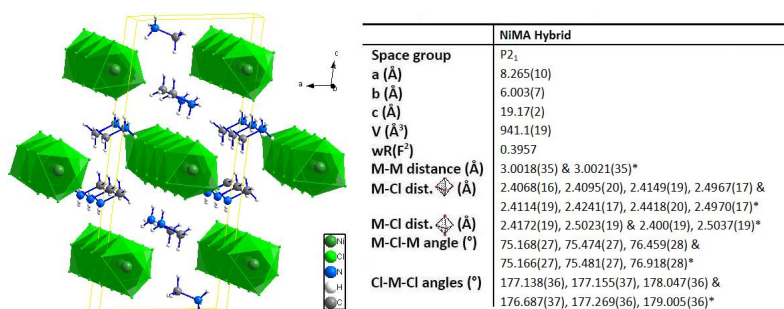 c
a
b
Ni
Cl
N
H
C
NiMA Hybrid
Space group P2₁
a (Å) 8.265(10)
b (Å) 6.003(7)
c (Å) 19.17(2)
V (Å³) 941.1(19)
wR(F²) 0.3957
M-M distance (Å) 3.0018(35) & 3.0021(35)*
M-Cl dist. (Å) 2.4068(16), 2.4095(20), 2.4149(19), 2.4967(17) &
2.4114(19), 2.4241(17), 2.4418(20), 2.4970(17)*
M-Cl dist. (Å) 2.4172(19), 2.5023(19) & 2.400(19), 2.5037(19)*
M-Cl-M angle (°) 75.168(27), 75.474(27), 76.459(28) &
75.166(27), 75.481(27), 76.918(28)*
Cl-M-Cl angles (°) 177.138(36), 177.155(37), 178.047(36) &
176.687(37), 177.269(36), 179.005(36)*